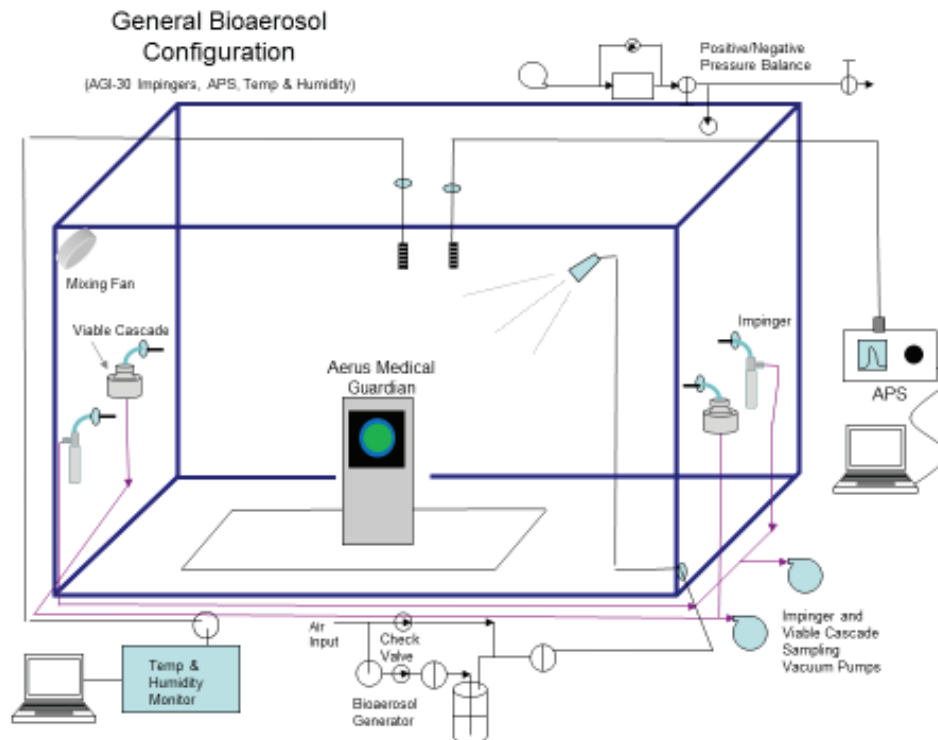 General Bioaerosol
Configuration
(AGI-30 Impingers, APS, Temp & Humidity)
Positive/Negative
Pressure Balance
Mixing Fan
Viable Cascade
Impinger
Aerus Medical
Guardian
APS
Air
Input
Check
Valve
Bioaerosol
Generator
Temp &
Humidity
Monitor
Impinger and
Viable Cascade
Sampling
Vacuum Pumps